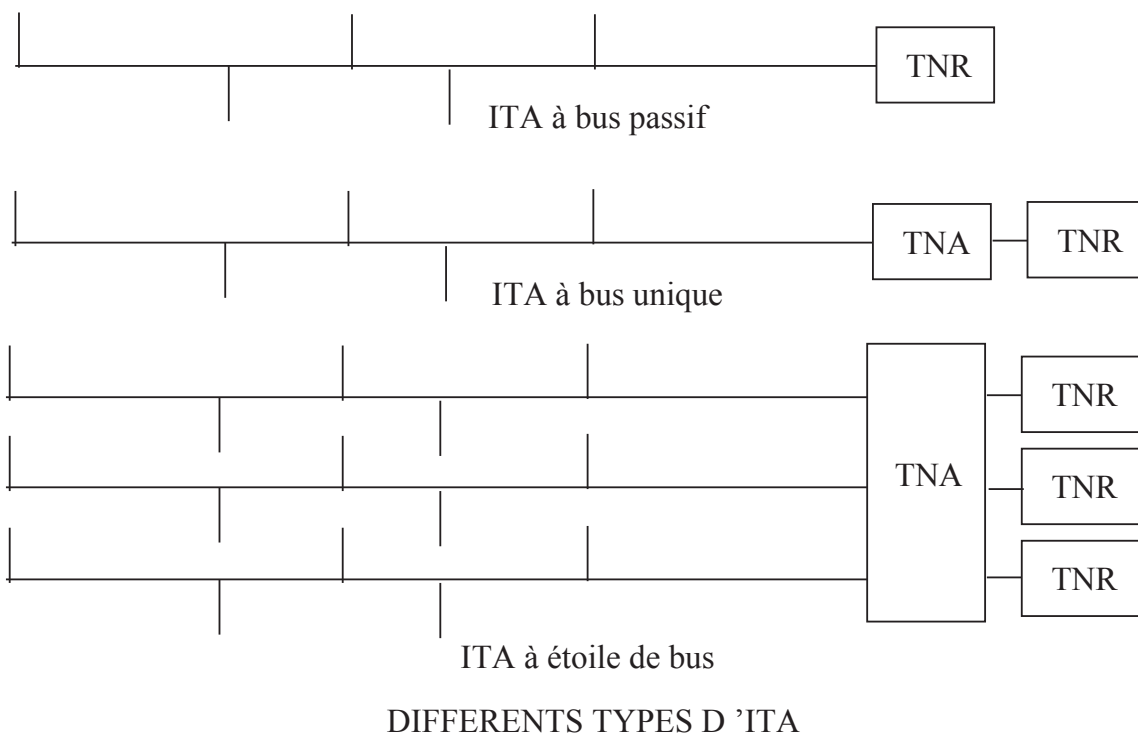 TNR
ITA à bus passif
TNA
TNR
ITA à bus unique
TNR
TNA
TNR
TNR
ITA à étoile de bus
DIFFERENTS TYPES D ’ITA